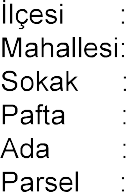 İlçesi :
Mahallesi:
Sokak :
Pafta :
Ada :
Parsel :